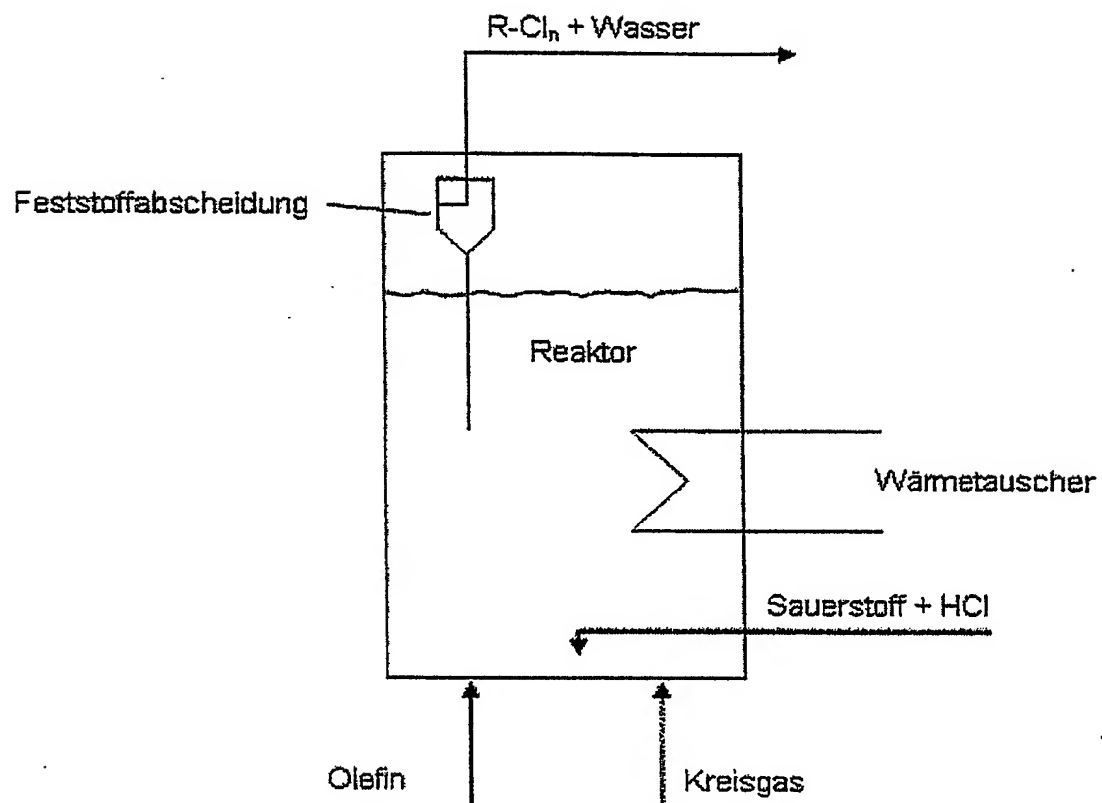 R-Clₙ + Wasser
Feststoffabscheidung
Reaktor
Wärmetauscher
Sauerstoff + HCl
Olefin
Kreisgas